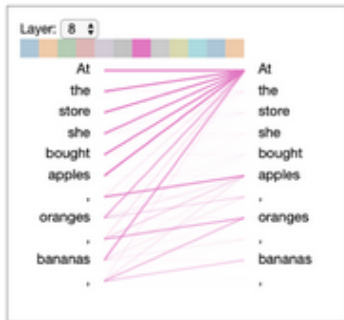 Layer: 8
At At
the the
store store
she she
bought bought
apples apples
, ,
oranges oranges
, ,
bananas bananas
, ,